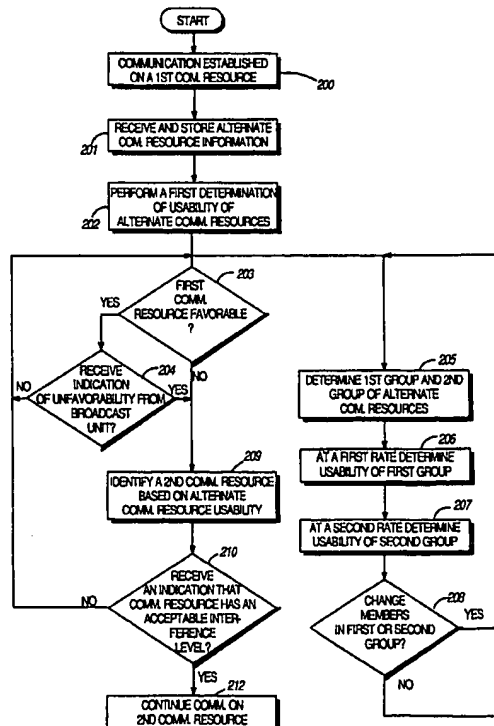 START
COMMUNICATION ESTABLISHED
ON A 1ST COM. RESOURCE
200
RECEIVE AND STORE ALTERNATE
COM. RESOURCE INFORMATION
201
PERFORM A FIRST DETERMINATION
OF USABILITY OF
ALTERNATE COMM. RESOURCES
202
203
FIRST
COMM.
RESOURCE FAVORABLE
?
YES
NO
204
RECEIVE
INDICATION
OF UNFAVORABILITY FROM
BROADCAST
UNIT?
NO
YES
205
DETERMINE 1ST GROUP AND 2ND
GROUP OF ALTERNATE
COM. RESOURCES
206
AT A FIRST RATE DETERMINE
USABILITY OF FIRST GROUP
207
AT A SECOND RATE DETERMINE
USABILITY OF SECOND GROUP
208
CHANGE
MEMBERS
IN FIRST OR SECOND
GROUP?
YES
NO
209
IDENTIFY A 2ND COMM. RESOURCE
BASED ON ALTERNATE
COMM. RESOURCE USABILITY
210
RECEIVE
AN INDICATION THAT
COMM. RESOURCE HAS AN
ACCEPTABLE INTER-
FERENCE
LEVEL?
NO
YES
212
CONTINUE COMM. ON
2ND COMM. RESOURCE